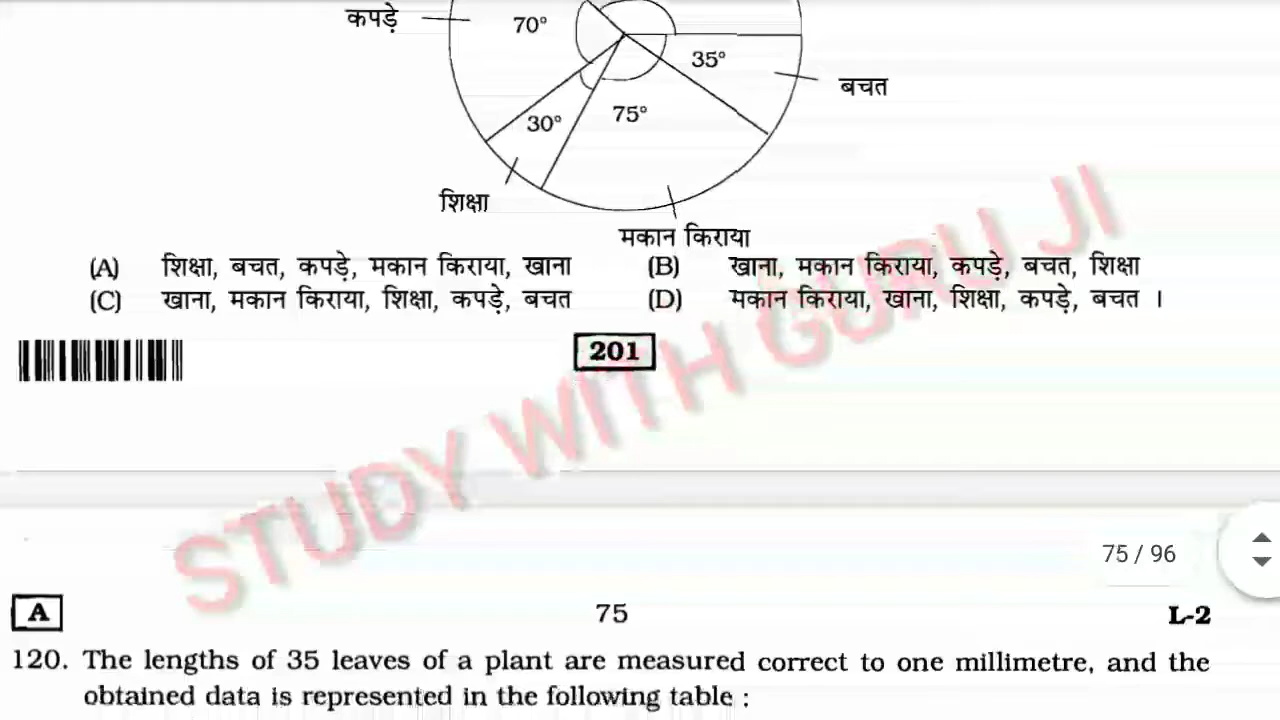 कपड़े
70°
35°
बचत
75°
30°
शिक्षा
मकान किराया
(A) शिक्षा, बचत, कपड़े, मकान किराया, खाना (B) खाना, मकान किराया, कपड़े, बचत, शिक्षा
(C) खाना, मकान किराया, शिक्षा, कपड़े, बचत (D) मकान किराया, खाना, शिक्षा, कपड़े, बचत ।
201
STUDY WITH GURU JI
75 / 96
A 75 L-2
120. The lengths of 35 leaves of a plant are measured correct to one millimetre, and the
obtained data is represented in the following table :